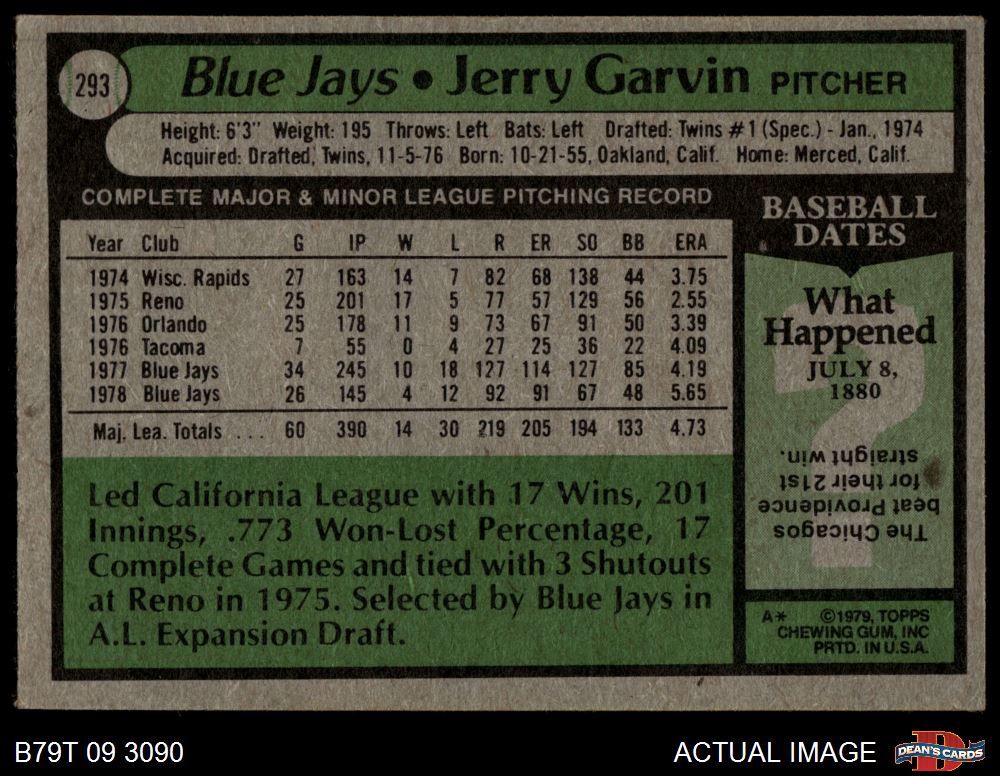 293
Blue Jays • Jerry Garvin PITCHER
Height: 6'3" Weight: 195 Throws: Left Bats: Left Drafted: Twins #1 (Spec.) - Jan., 1974
Acquired: Drafted, Twins, 11-5-76 Born: 10-21-55, Oakland, Calif. Home: Merced, Calif.
COMPLETE MAJOR & MINOR LEAGUE PITCHING RECORD
Year Club G IP W L R ER SO BB ERA
1974 Wisc. Rapids 27 163 14 7 82 68 138 44 3.75
1975 Reno 25 201 17 5 77 57 129 56 2.55
1976 Orlando 25 178 11 9 73 67 91 50 3.39
1976 Tacoma 7 55 0 4 27 25 36 22 4.09
1977 Blue Jays 34 245 10 18 127 114 127 85 4.19
1978 Blue Jays 26 145 4 12 92 91 67 48 5.65
Maj. Lea. Totals ... 60 390 14 30 219 205 194 133 4.73
Led California League with 17 Wins, 201
Innings, .773 Won-Lost Percentage, 17
Complete Games and tied with 3 Shutouts
at Reno in 1975. Selected by Blue Jays in
A.L. Expansion Draft.
BASEBALL
DATES
What
Happened
JULY 8,
1880
The Chicagos
beat Providence
for their 21st
straight win.
A* ©1979, TOPPS
CHEWING GUM, INC
PRTD. IN U.S.A.
B79T 09 3090
ACTUAL IMAGE
DEAN'S CARDS